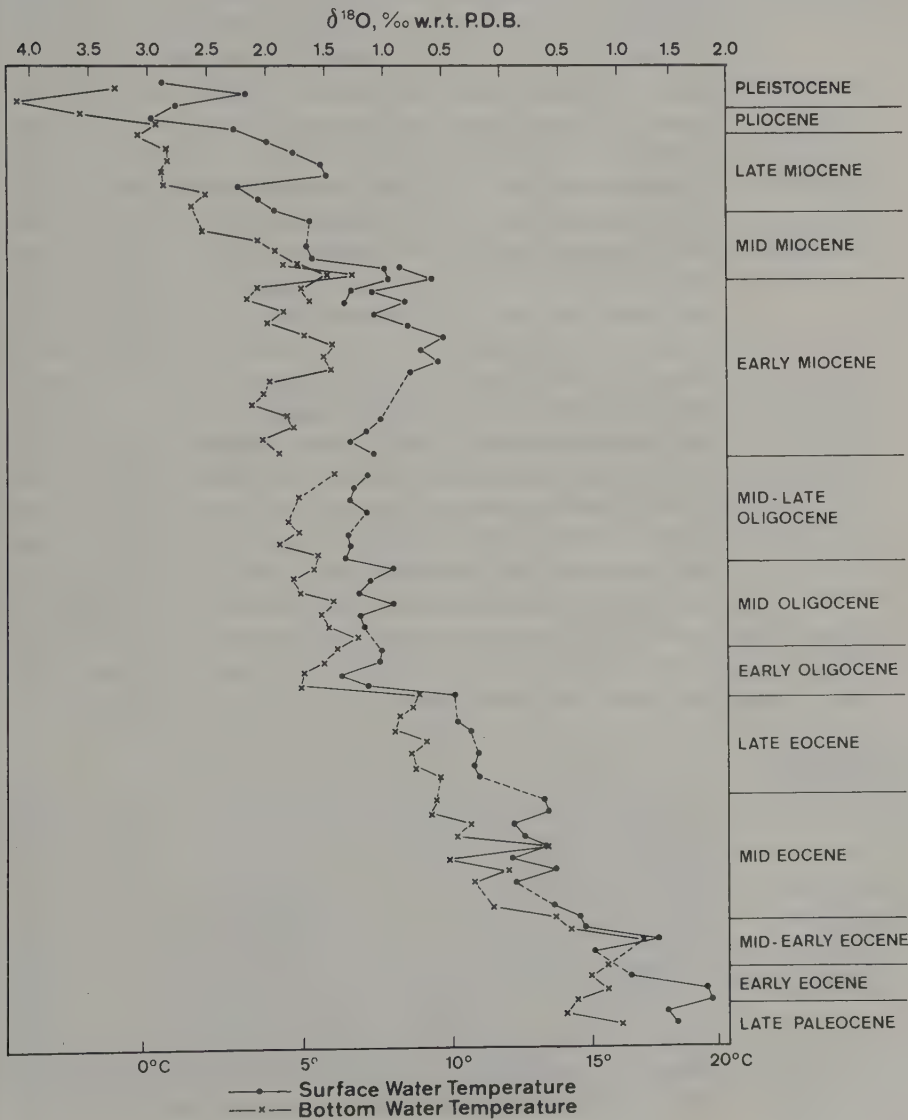 δ¹⁸O, ‰ w.r.t. P.D.B.
4.0 3.0 2.5 2.0 1.5 1.0 0.5 0 0.5 1.0 1.5 2.0
PLEISTOCENE
PLIOCENE
LATE MIOCENE
MID MIOCENE
EARLY MIOCENE
MID-LATE
OLIGOCENE
MID OLIGOCENE
EARLY OLIGOCENE
LATE EOCENE
MID EOCENE
MID-EARLY EOCENE
EARLY EOCENE
LATE PALEOCENE
0°C 5° 10° 15° 20°C
Surface Water Temperature
Bottom Water Temperature